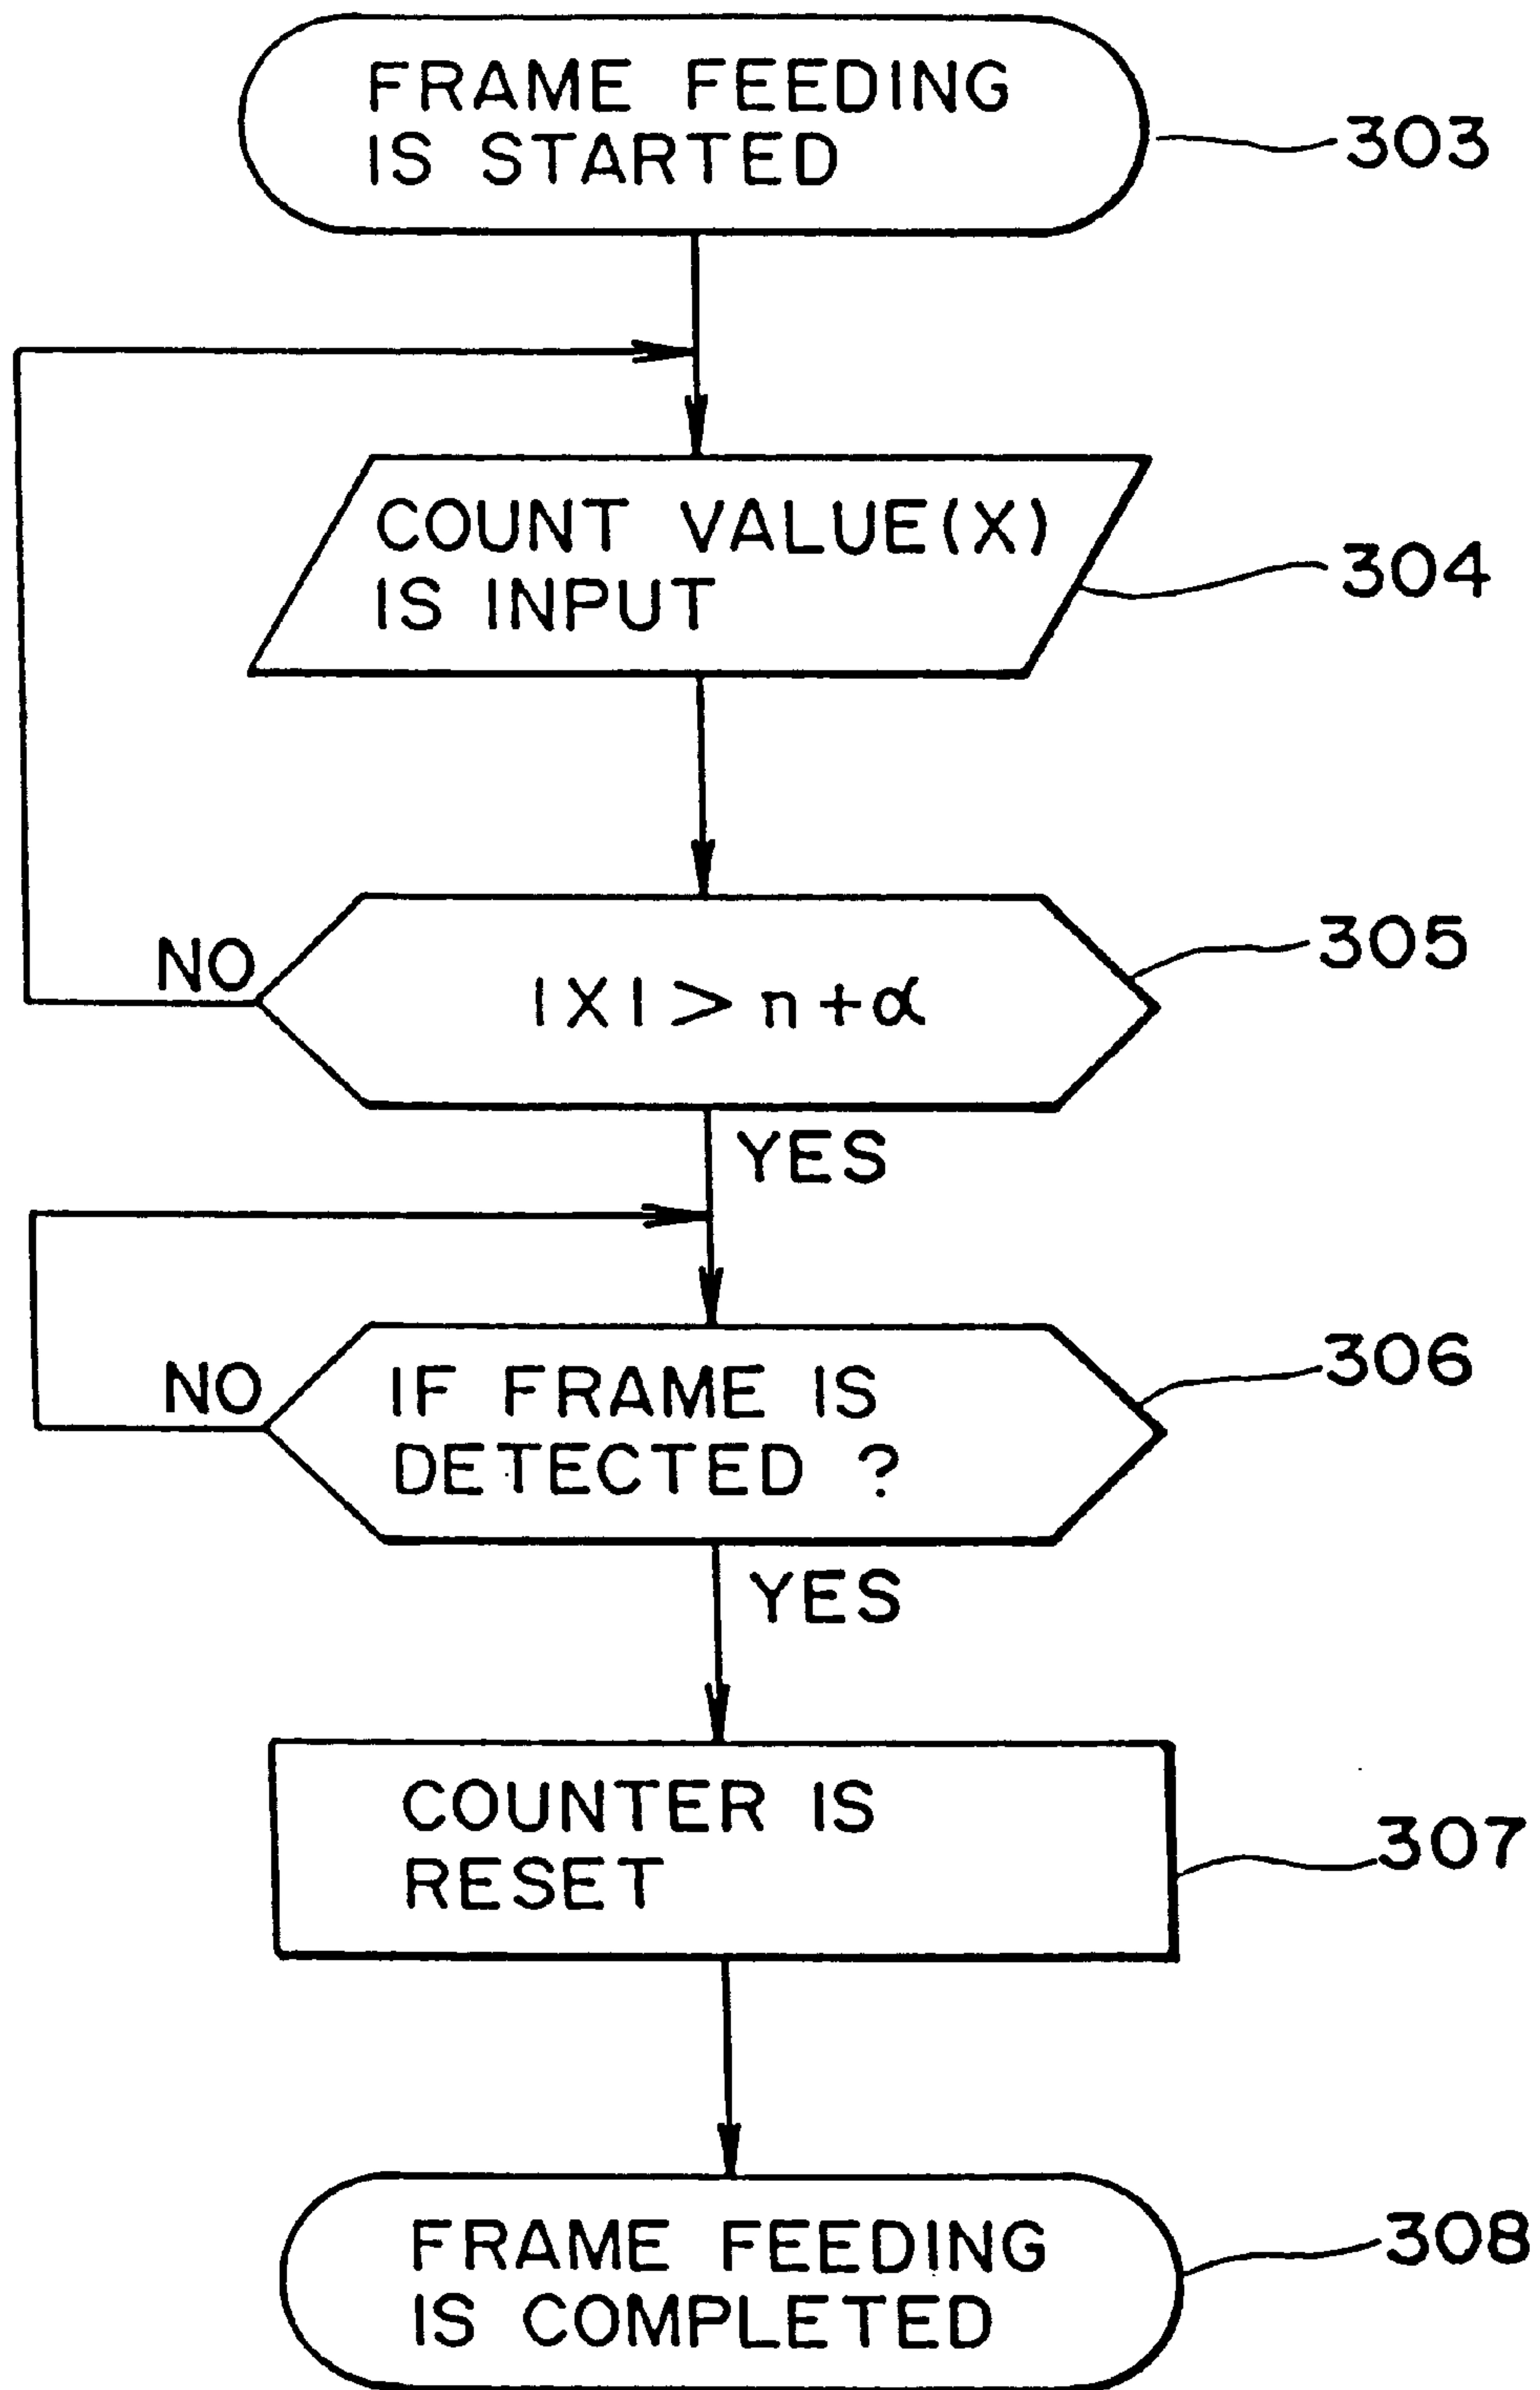 FRAME FEEDING
IS STARTED
303
COUNT VALUE(X)
IS INPUT
304
NO
|X|>n+α
305
YES
NO
IF FRAME IS
DETECTED ?
306
YES
COUNTER IS
RESET
307
FRAME FEEDING
IS COMPLETED
308